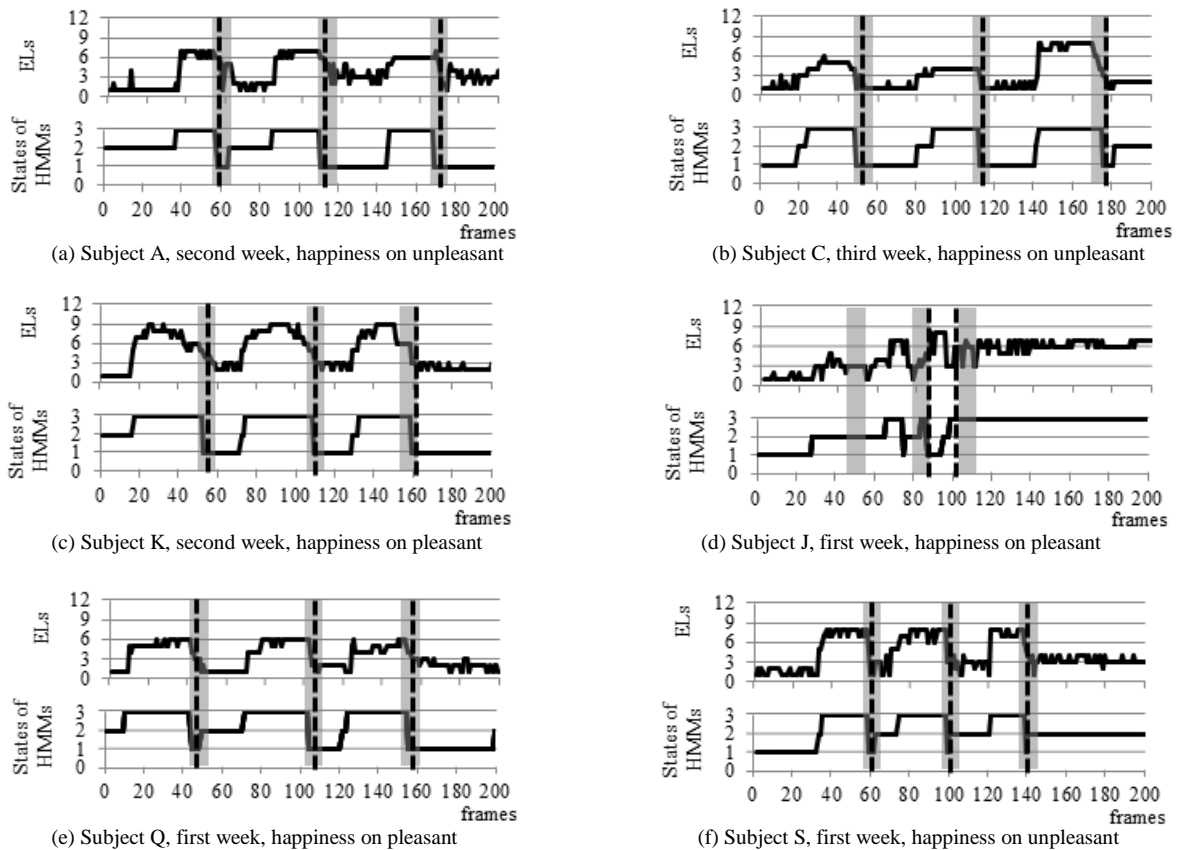 12
9
6
3
0
ELs
3
2
1
0
States of
HMMs
0 20 40 60 80 100 120 140 160 180 200
frames
(a) Subject A, second week, happiness on unpleasant
12
9
6
3
0
ELs
3
2
1
0
States of
HMMs
0 20 40 60 80 100 120 140 160 180 200
frames
(b) Subject C, third week, happiness on unpleasant
12
9
6
3
0
ELs
3
2
1
0
States of
HMMs
0 20 40 60 80 100 120 140 160 180 200
frames
(c) Subject K, second week, happiness on pleasant
12
9
6
3
0
ELs
3
2
1
0
States of
HMMs
0 20 40 60 80 100 120 140 160 180 200
frames
(d) Subject J, first week, happiness on pleasant
12
9
6
3
0
ELs
3
2
1
0
States of
HMMs
0 20 40 60 80 100 120 140 160 180 200
frames
(e) Subject Q, first week, happiness on pleasant
12
9
6
3
0
ELs
3
2
1
0
States of
HMMs
0 20 40 60 80 100 120 140 160 180 200
frames
(f) Subject S, first week, happiness on unpleasant